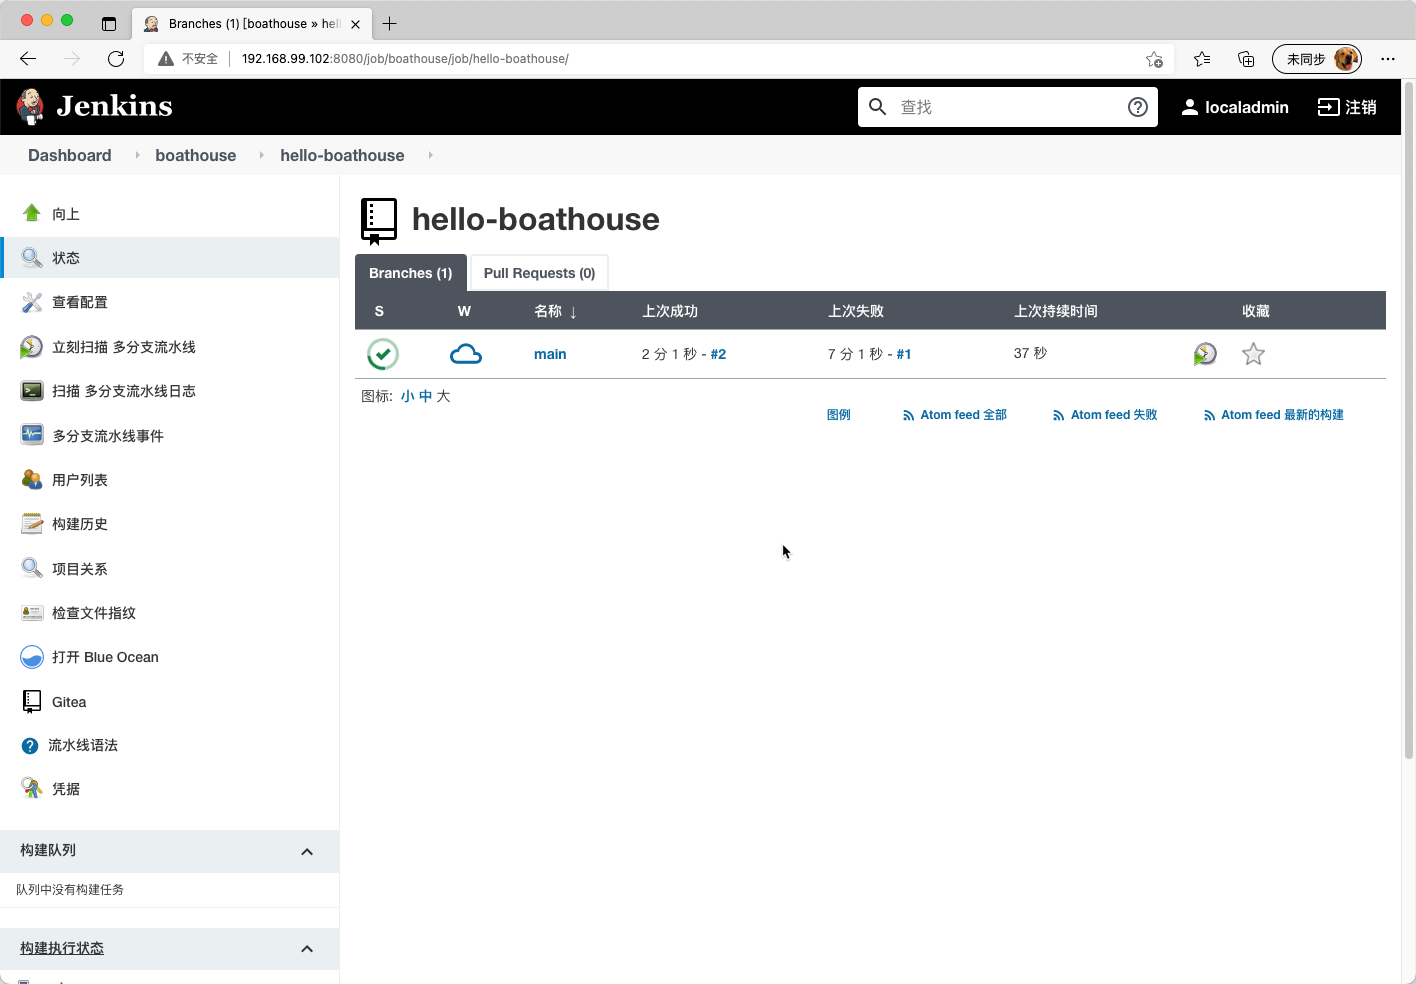 Branches (1) [boathouse » hel
不安全
192.168.99.102:8080/job/boathouse/job/hello-boathouse/
未同步
Jenkins
查找
localadmin
注销
Dashboard
boathouse
hello-boathouse
向上
状态
查看配置
立刻扫描 多分支流水线
扫描 多分支流水线日志
多分支流水线事件
用户列表
构建历史
项目关系
检查文件指纹
打开 Blue Ocean
Gitea
流水线语法
凭据
构建队列
队列中没有构建任务
构建执行状态
hello-boathouse
Branches (1)
Pull Requests (0)
S W 名称 ↓ 上次成功 上次失败 上次持续时间 收藏
main 2 分 1 秒 - #2 7 分 1 秒 - #1 37 秒
图标: 小 中 大
图例 Atom feed 全部 Atom feed 失败 Atom feed 最新的构建